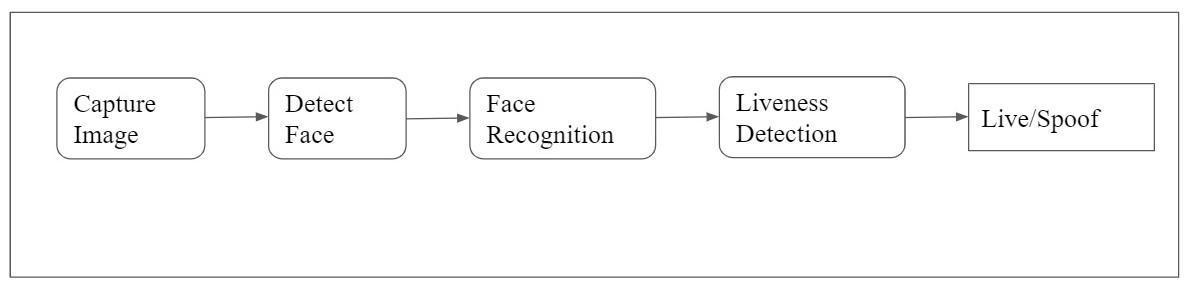 Capture
Image
Detect
Face
Face
Recognition
Liveness
Detection
Live/Spoof